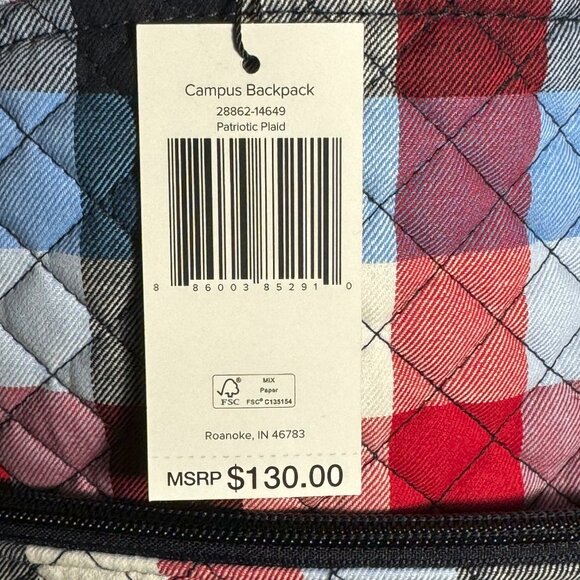 Campus Backpack
28862-14649
Patriotic Plaid
8 86003 85291 0
FSC®
MIX
Paper
FSC® C135154
Roanoke, IN 46783
MSRP $130.00